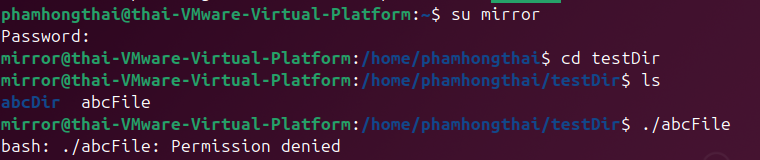 phamhongthai@thai-VMware-Virtual-Platform:~$ su mirror
Password:
mirror@thai-VMware-Virtual-Platform:/home/phamhongthai$ cd testDir
mirror@thai-VMware-Virtual-Platform:/home/phamhongthai/testDir$ ls
abcDir  abcFile
mirror@thai-VMware-Virtual-Platform:/home/phamhongthai/testDir$ ./abcFile
bash: ./abcFile: Permission denied